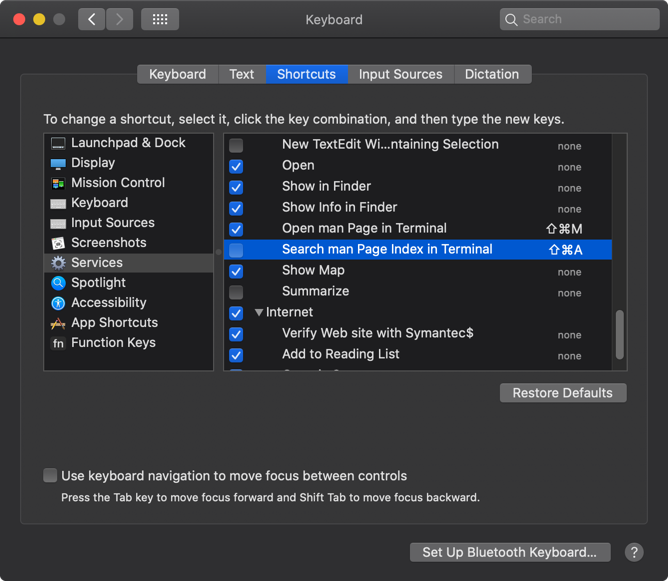 Keyboard
Search
Keyboard Text Shortcuts Input Sources Dictation
To change a shortcut, select it, click the key combination, and then type the new keys.
Launchpad & Dock
Display
Mission Control
Keyboard
Input Sources
Screenshots
Services
Spotlight
Accessibility
App Shortcuts
fn Function Keys
New TextEdit Wi...ntaining Selection none
Open none
Show in Finder none
Show Info in Finder none
Open man Page in Terminal ⇧⌘M
Search man Page Index in Terminal ⇧⌘A
Show Map none
Summarize none
Internet
Verify Web site with Symantec$ none
Add to Reading List none
Restore Defaults
Use keyboard navigation to move focus between controls
Press the Tab key to move focus forward and Shift Tab to move focus backward.
Set Up Bluetooth Keyboard... ?